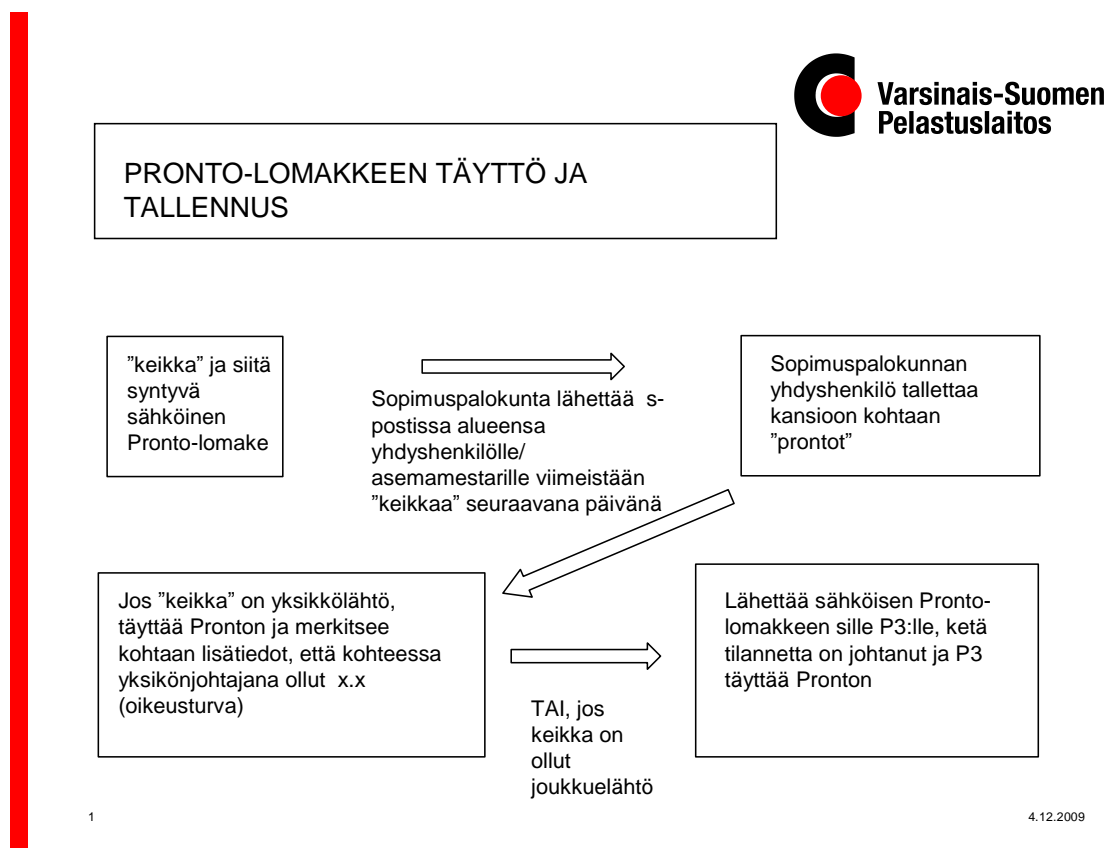 Varsinais-Suomen
Pelastuslaitos
PRONTO-LOMAKKEEN TÄYTTÖ JA
TALLENNUS
”keikka” ja siitä
syntyvä
sähköinen
Pronto-lomake
Sopimuspalokunta lähettää s-
postissa alueensa
yhdyshenkilölle/
asemamestarille viimeistään
”keikkaa” seuraavana päivänä
Sopimuspalokunnan
yhdyshenkilö tallettaa
kansioon kohtaan
”prontot”
Jos ”keikka” on yksikkölähtö,
täyttää Pronton ja merkitsee
kohtaan lisätiedot, että kohteessa
yksikönjohtajana ollut x.x
(oikeusturva)
TAI, jos
keikka on
ollut
joukkuelähtö
Lähettää sähköisen Pronto-
lomakkeen sille P3:lle, ketä
tilannetta on johtanut ja P3
täyttää Pronton
1
4.12.2009